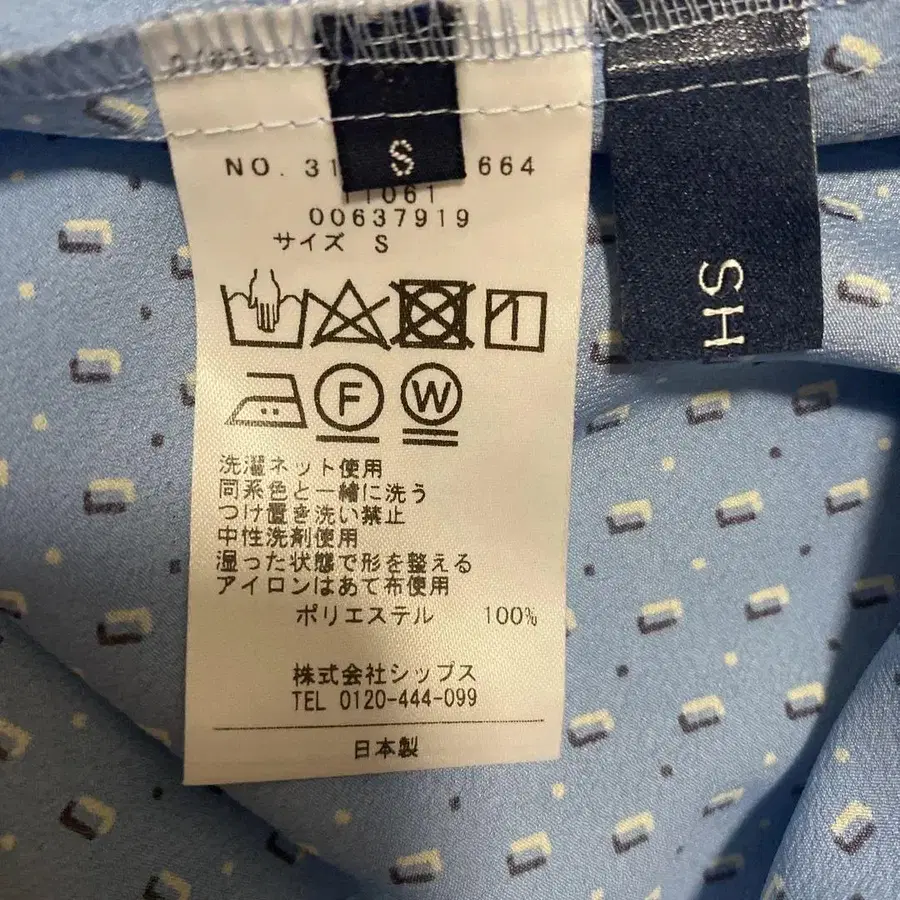 S
NO. 31 664
11061
00637919
サイズ S
F W
洗濯ネット使用
同系色と一緒に洗う
つけ置き洗い禁止
中性洗剤使用
湿った状態で形を整える
アイロンはあて布使用
ポリエステル 100%
株式会社シップス
TEL 0120-444-099
日本製
SH